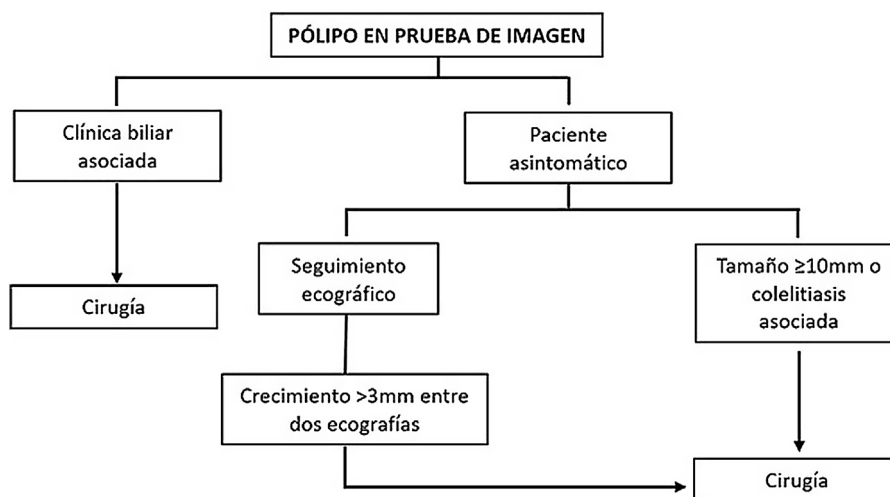 PÓLIPO EN PRUEBA DE IMAGEN
Clínica biliar
asociada
Paciente
asintomático
Cirugía
Seguimiento
ecográfico
Tamaño ≥10mm o
colelitiasis
asociada
Crecimiento >3mm entre
dos ecografías
Cirugía